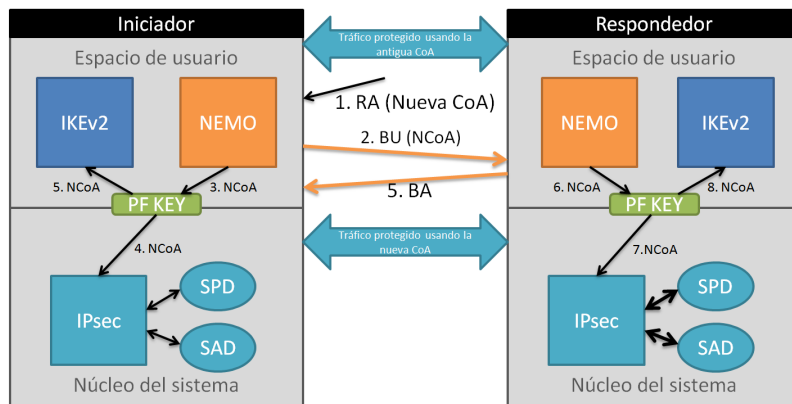 Iniciador
Espacio de usuario
IKEv2
NEMO
5. NCoA
3. NCoA
PF KEY
4. NCoA
IPsec
SPD
SAD
Núcleo del sistema
Tráfico protegido usando la
antigua CoA
1. RA (Nueva CoA)
2. BU (NCoA)
5. BA
Tráfico protegido usando la
nueva CoA
Respondedor
Espacio de usuario
NEMO
IKEv2
6. NCoA
8. NCoA
PF KEY
7.NCoA
IPsec
SPD
SAD
Núcleo del sistema